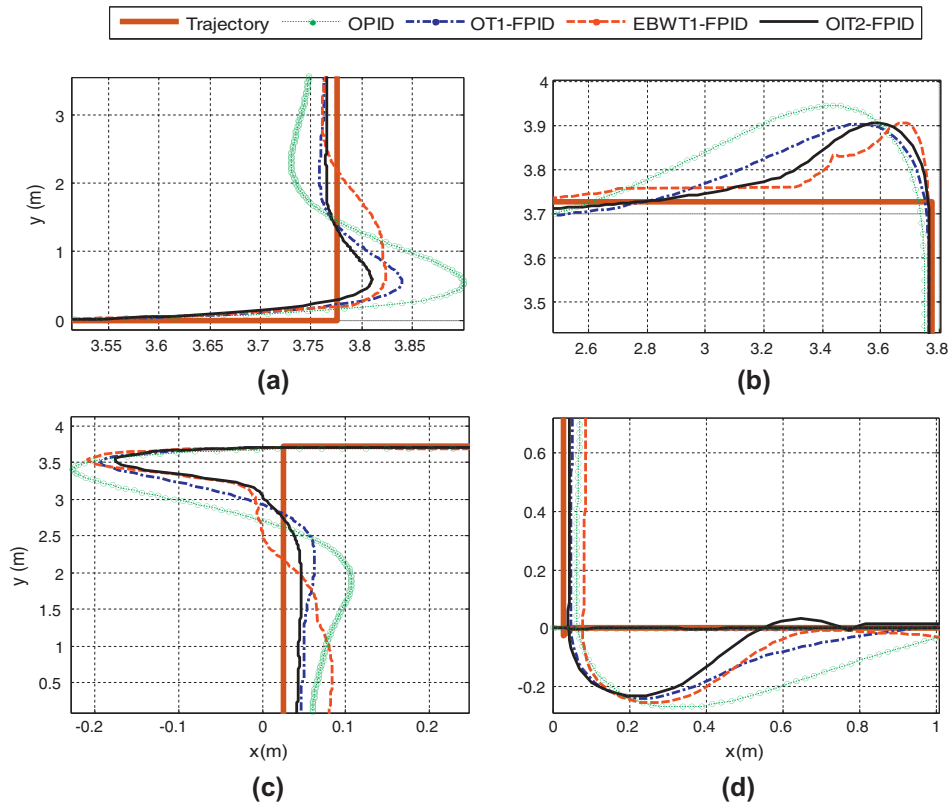 Trajectory OPID OT1-FPID EBWT1-FPID OIT2-FPID
y (m)
3
2
1
0
3.55 3.6 3.65 3.7 3.75 3.8 3.85
(a)
4
3.9
3.8
3.7
3.6
3.5
2.6 2.8 3 3.2 3.4 3.6 3.8
(b)
y (m)
4
3.5
3
2.5
2
1.5
1
0.5
-0.2 -0.1 0 0.1 0.2
x(m)
(c)
0.6
0.4
0.2
0
-0.2
0 0.2 0.4 0.6 0.8 1
x(m)
(d)